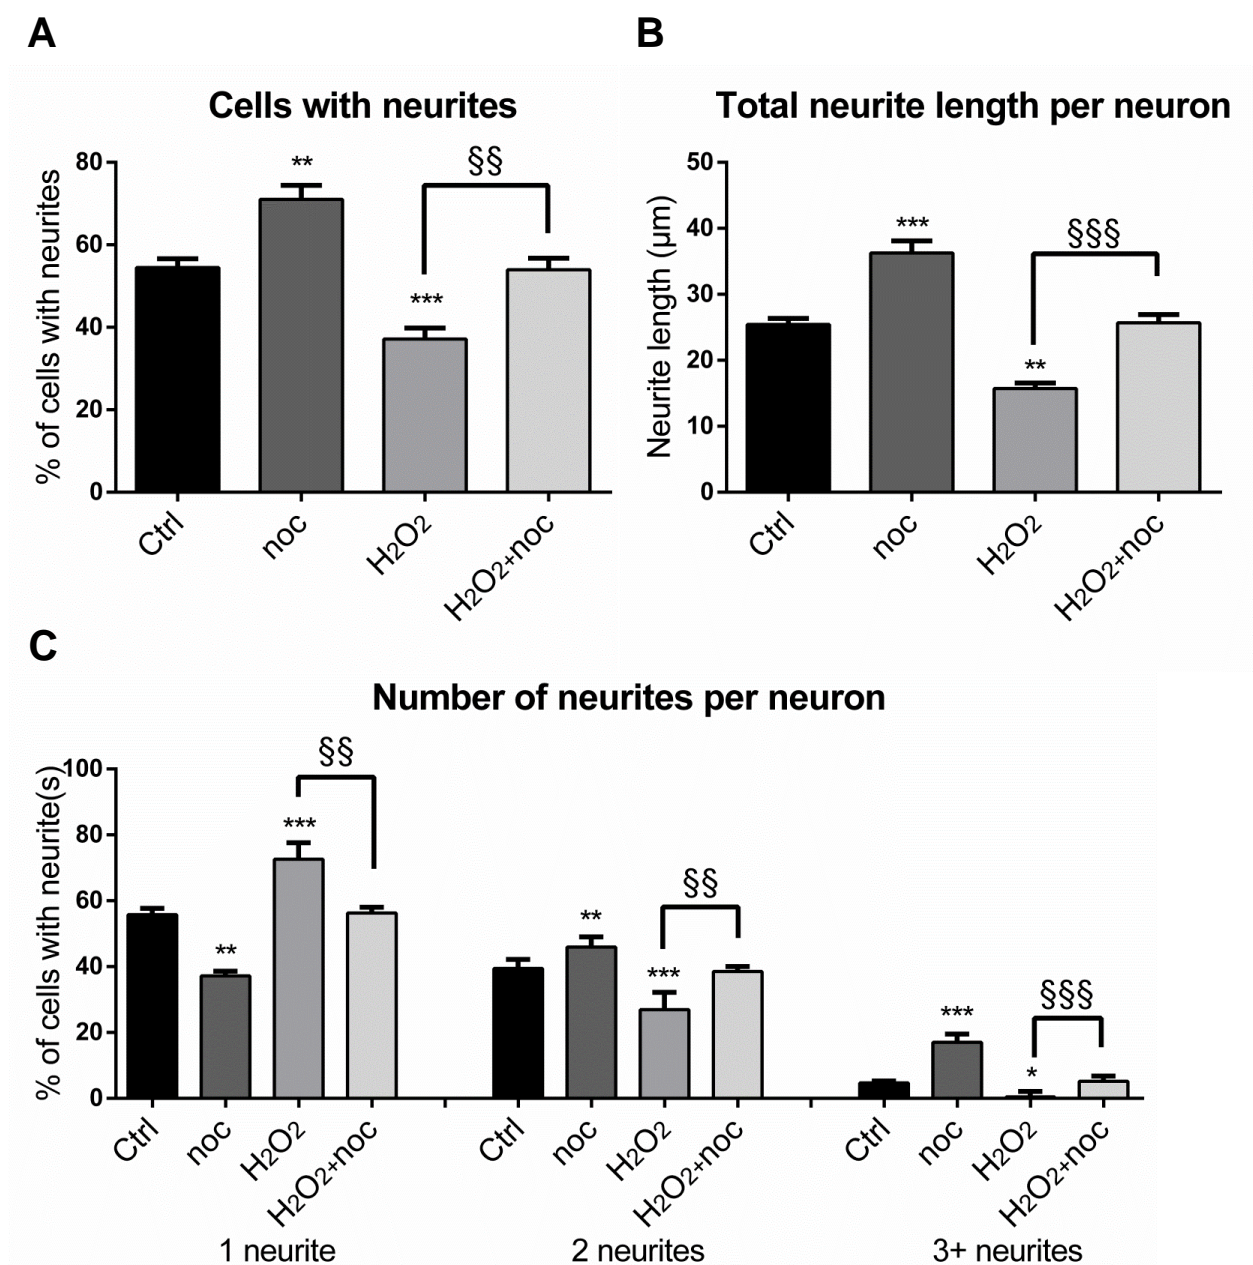 A
Cells with neurites
% of cells with neurites
80
60
40
20
0
**
***
§§
Ctrl
noc
H2O2
H2O2+noc
B
Total neurite length per neuron
Neurite length (µm)
50
40
30
20
10
0
***
**
§§§
Ctrl
noc
H2O2
H2O2+noc
C
Number of neurites per neuron
% of cells with neurite(s)
100
80
60
40
20
0
**
***
§§
**
***
§§
***
*
§§§
Ctrl
noc
H2O2
H2O2+noc
Ctrl
noc
H2O2
H2O2+noc
Ctrl
noc
H2O2
H2O2+noc
1 neurite
2 neurites
3+ neurites